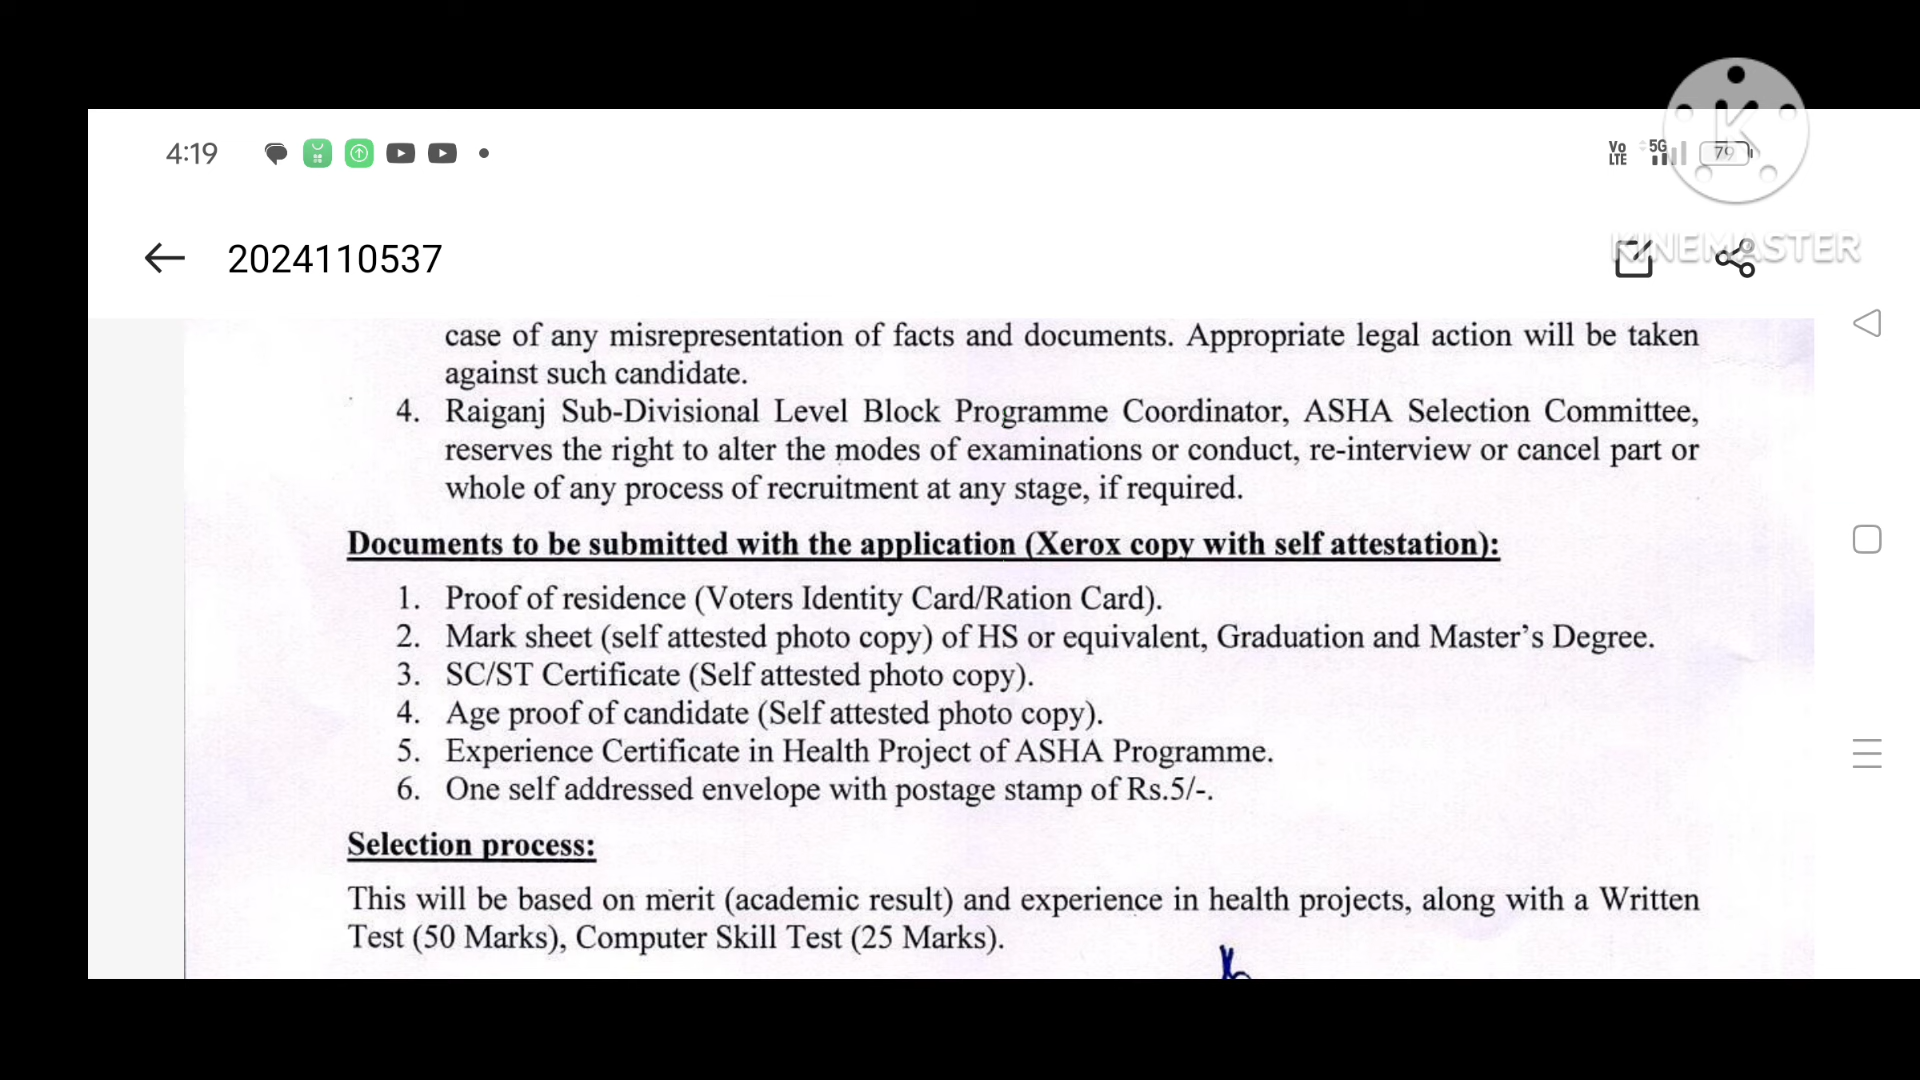 4:19
Vo LTE 5G 79
KINEMASTER
2024110537
case of any misrepresentation of facts and documents. Appropriate legal action will be taken
against such candidate.
4. Raiganj Sub-Divisional Level Block Programme Coordinator, ASHA Selection Committee,
reserves the right to alter the modes of examinations or conduct, re-interview or cancel part or
whole of any process of recruitment at any stage, if required.
Documents to be submitted with the application (Xerox copy with self attestation):
1. Proof of residence (Voters Identity Card/Ration Card).
2. Mark sheet (self attested photo copy) of HS or equivalent, Graduation and Master's Degree.
3. SC/ST Certificate (Self attested photo copy).
4. Age proof of candidate (Self attested photo copy).
5. Experience Certificate in Health Project of ASHA Programme.
6. One self addressed envelope with postage stamp of Rs.5/-.
Selection process:
This will be based on merit (academic result) and experience in health projects, along with a Written
Test (50 Marks), Computer Skill Test (25 Marks).